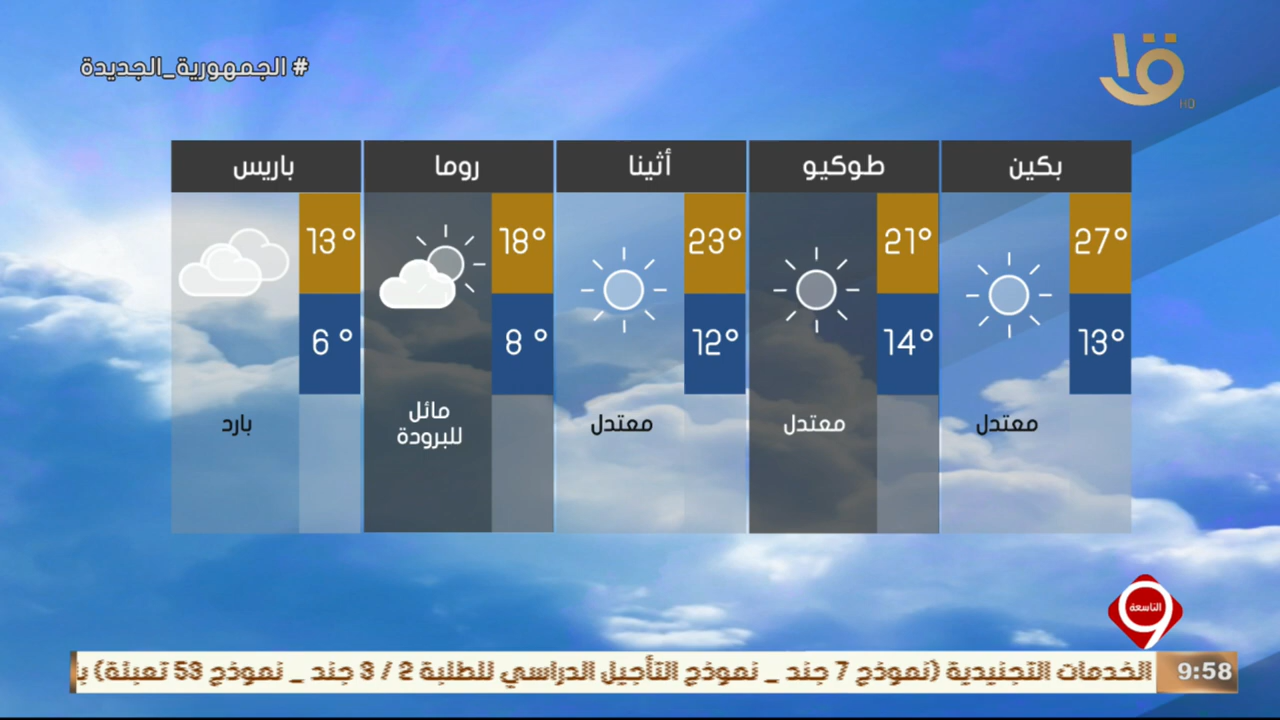 #الجمهورية_الجديدة
HD
بكين
27°
13°
معتدل
طوكيو
21°
14°
معتدل
أثينا
23°
12°
معتدل
روما
18°
8°
مائل
للبرودة
باريس
13°
6°
بارد
التاسعة
9
9:58
الخدمات التجنيدية (نموذج 7 جند _ نموذج التأجيل الدراسي للطلبة 2 / 3 جند _ نموذج 53 تعبئة)